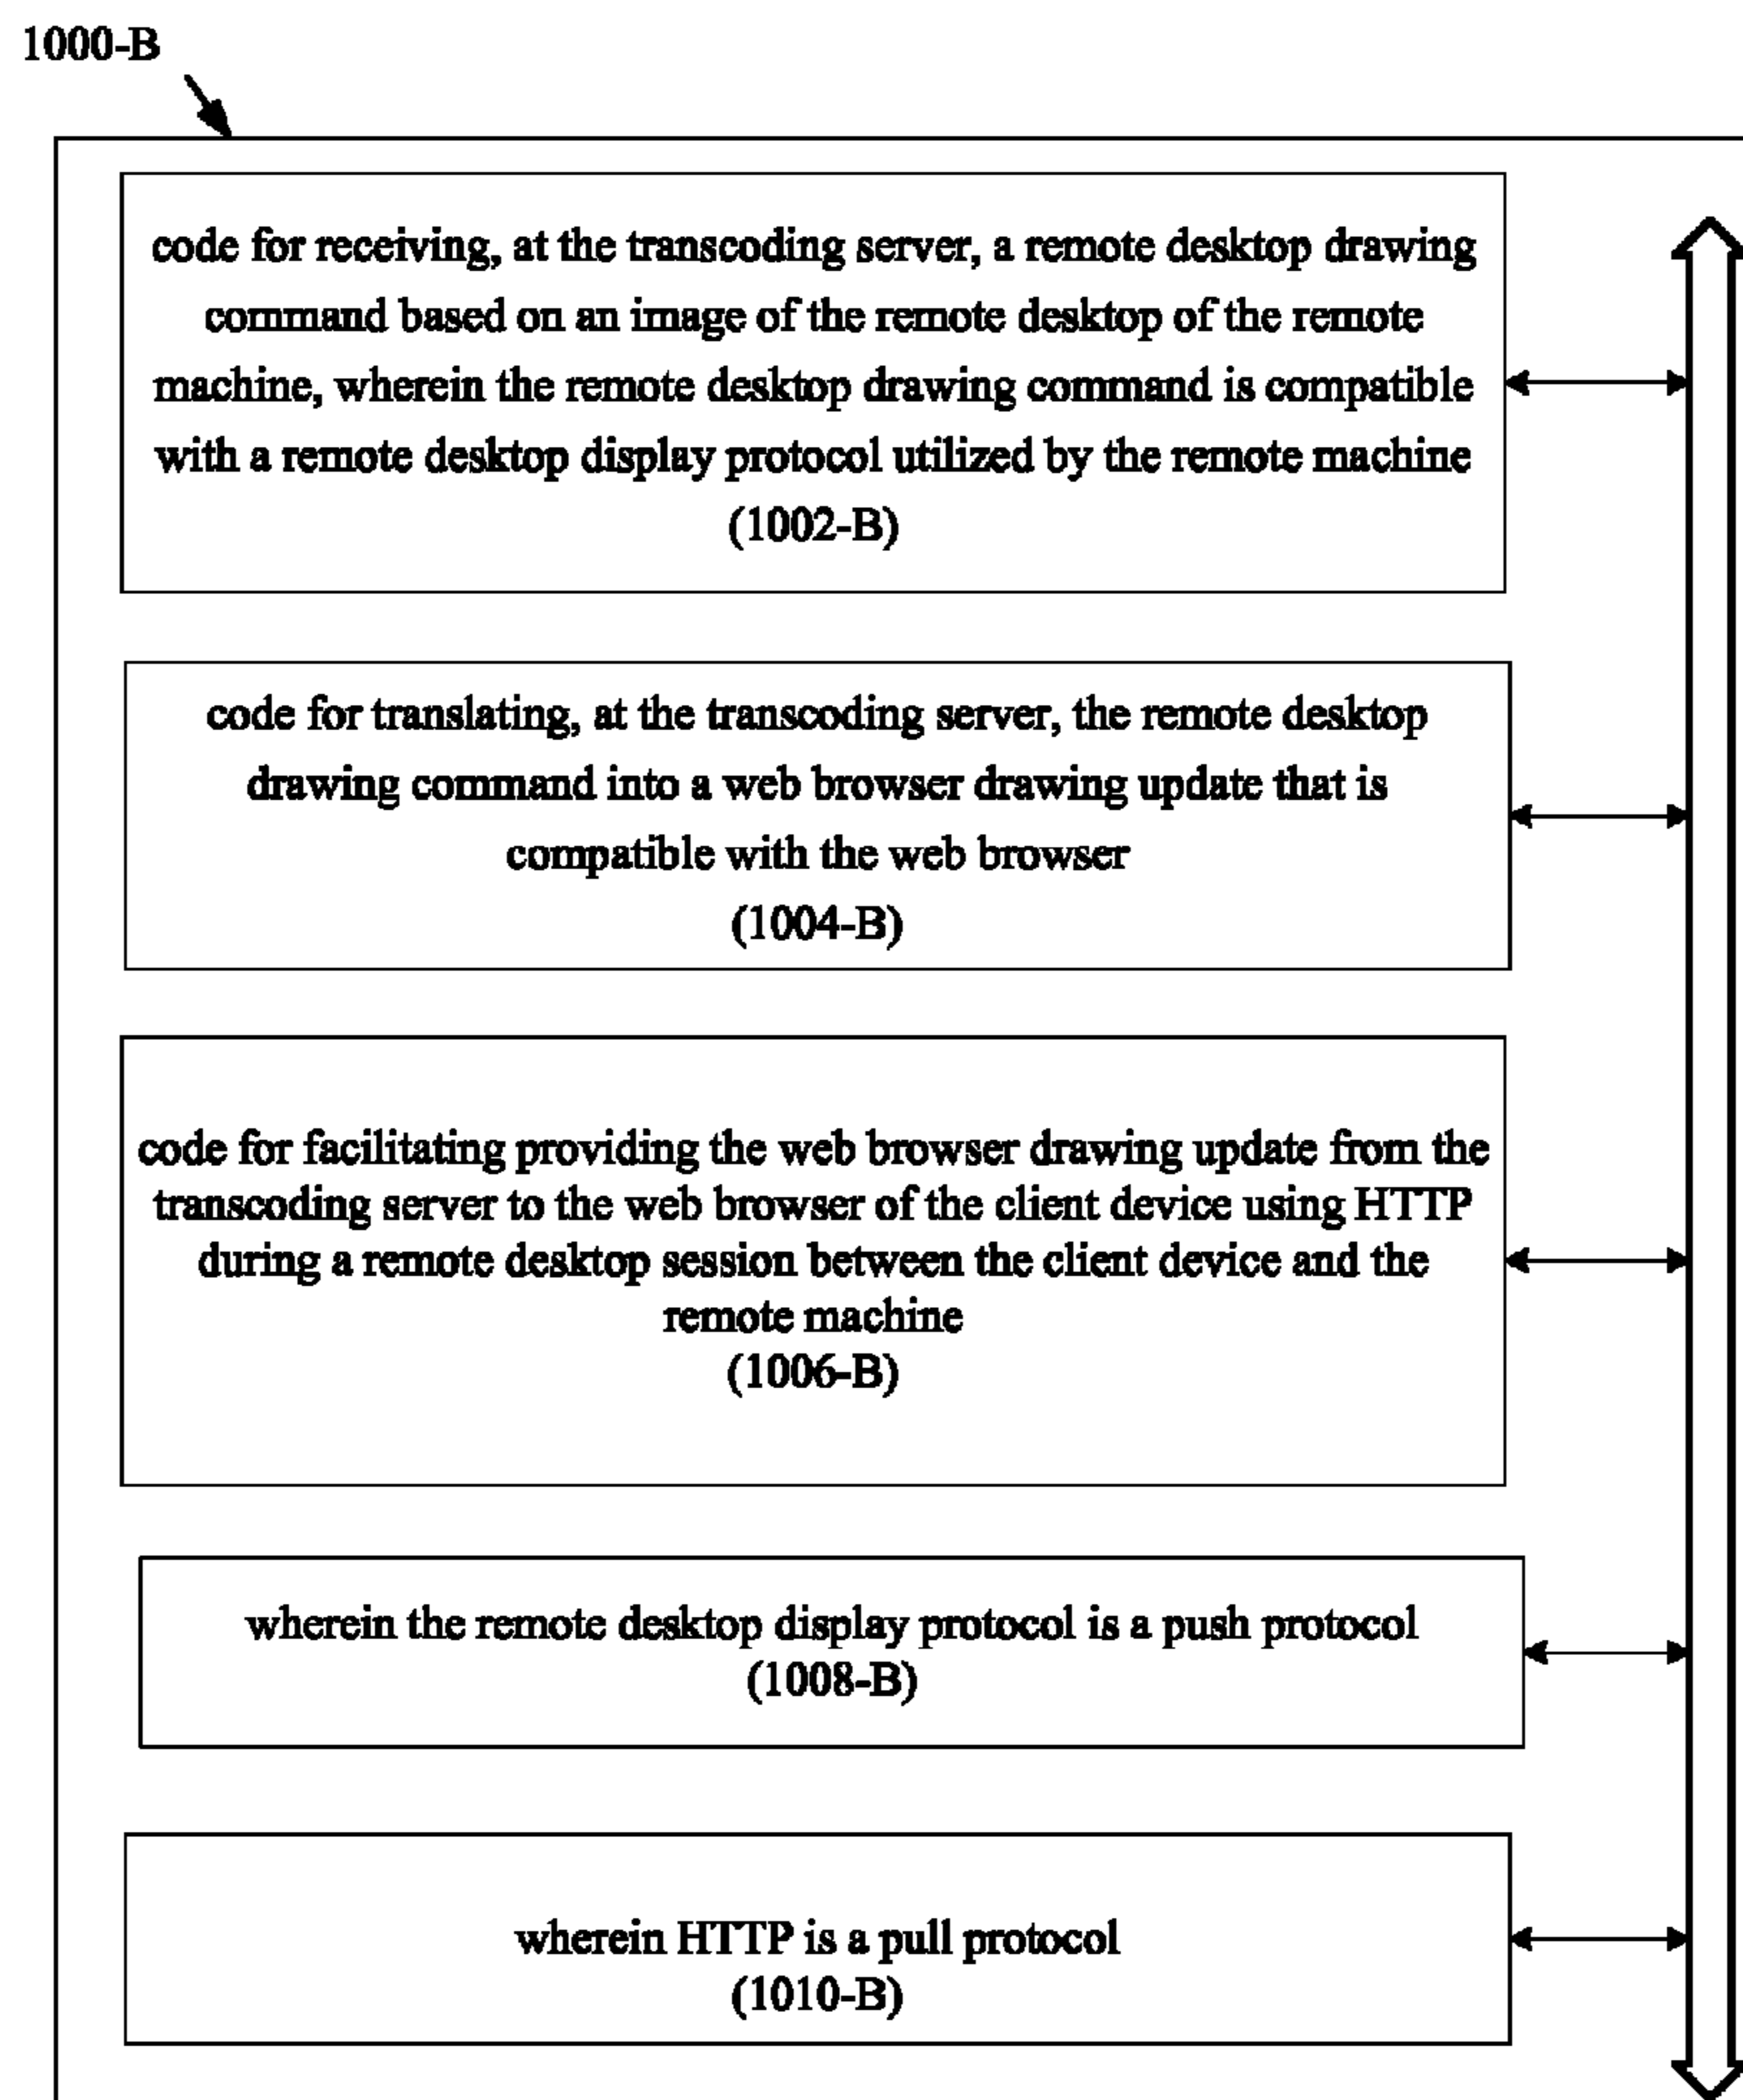 1000-B
code for receiving, at the transcoding server, a remote desktop drawing
command based on an image of the remote desktop of the remote
machine, wherein the remote desktop drawing command is compatible
with a remote desktop display protocol utilized by the remote machine
(1002-B)
code for translating, at the transcoding server, the remote desktop
drawing command into a web browser drawing update that is
compatible with the web browser
(1004-B)
code for facilitating providing the web browser drawing update from the
transcoding server to the web browser of the client device using HTTP
during a remote desktop session between the client device and the
remote machine
(1006-B)
wherein the remote desktop display protocol is a push protocol
(1008-B)
wherein HTTP is a pull protocol
(1010-B)